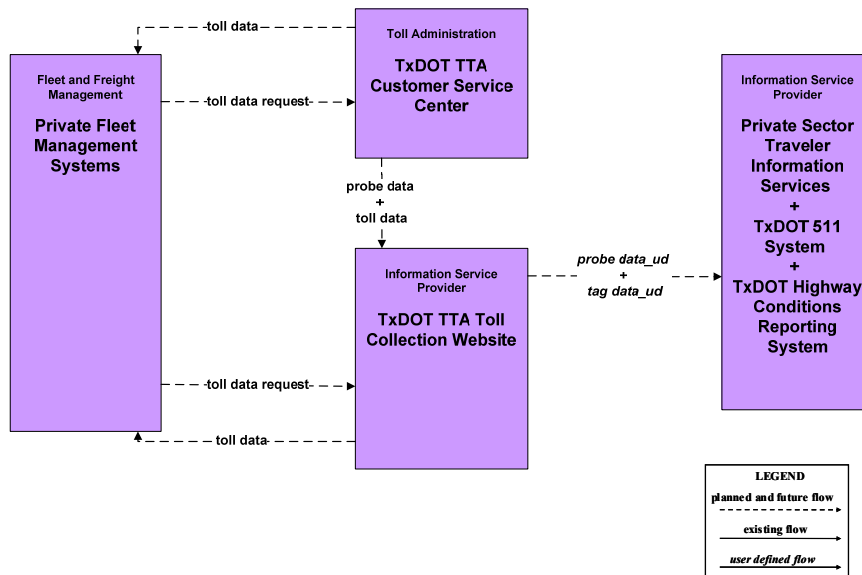 toll data
Fleet and Freight
Management
Private Fleet
Management
Systems
toll data request
Toll Administration
TxDOT TTA
Customer Service
Center
probe data
+
toll data
Information Service
Provider
TxDOT TTA Toll
Collection Website
toll data request
toll data
probe data_ud
+
tag data_ud
Information Service
Provider
Private Sector
Traveler
Information
Services
+
TxDOT 511
System
+
TxDOT Highway
Conditions
Reporting
System
LEGEND
planned and future flow
existing flow
user defined flow